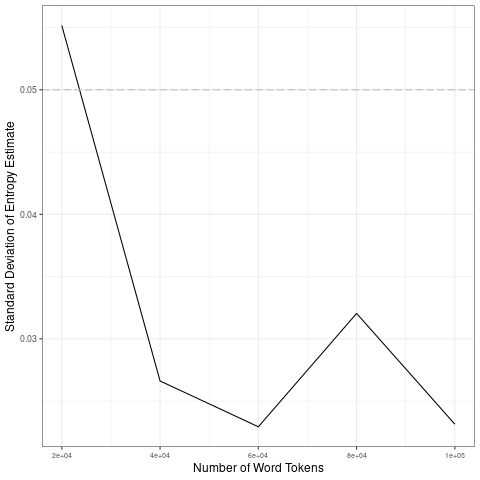 Standard Deviation of Entropy Estimate
0.05
0.04
0.03
2e+04 4e+04 6e+04 8e+04 1e+05
Number of Word Tokens